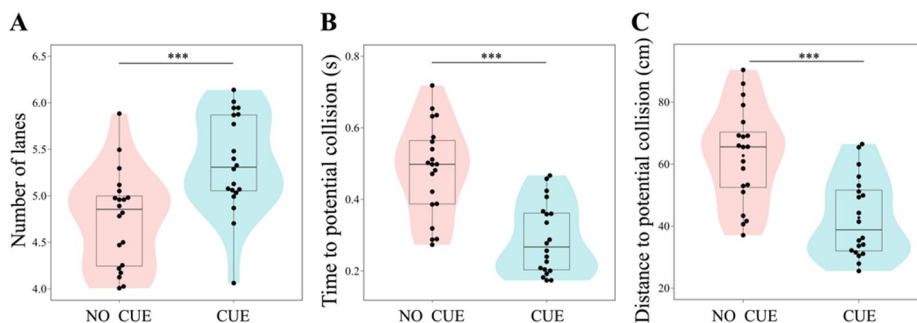 A
B
C
Number of lanes
6.5
6.0
5.5
5.0
4.5
4.0
***
NO CUE
CUE
Time to potential collision (s)
0.8
0.6
0.4
0.2
***
NO CUE
CUE
Distance to potential collision (cm)
80
60
40
20
***
NO CUE
CUE